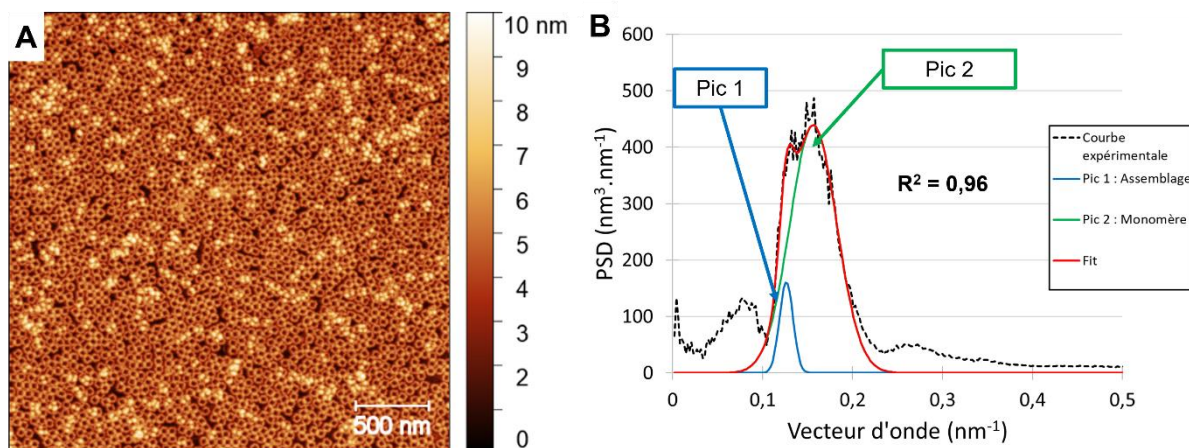 A
10 nm
9
8
7
6
5
4
3
2
1
0
500 nm
B
600
500
400
300
200
100
0
PSD (nm³.nm⁻¹)
Pic 1
Pic 2
R² = 0,96
Courbe
expérimentale
Pic 1 : Assemblage
Pic 2 : Monomère
Fit
0 0,1 0,2 0,3 0,4 0,5
Vecteur d'onde (nm⁻¹)